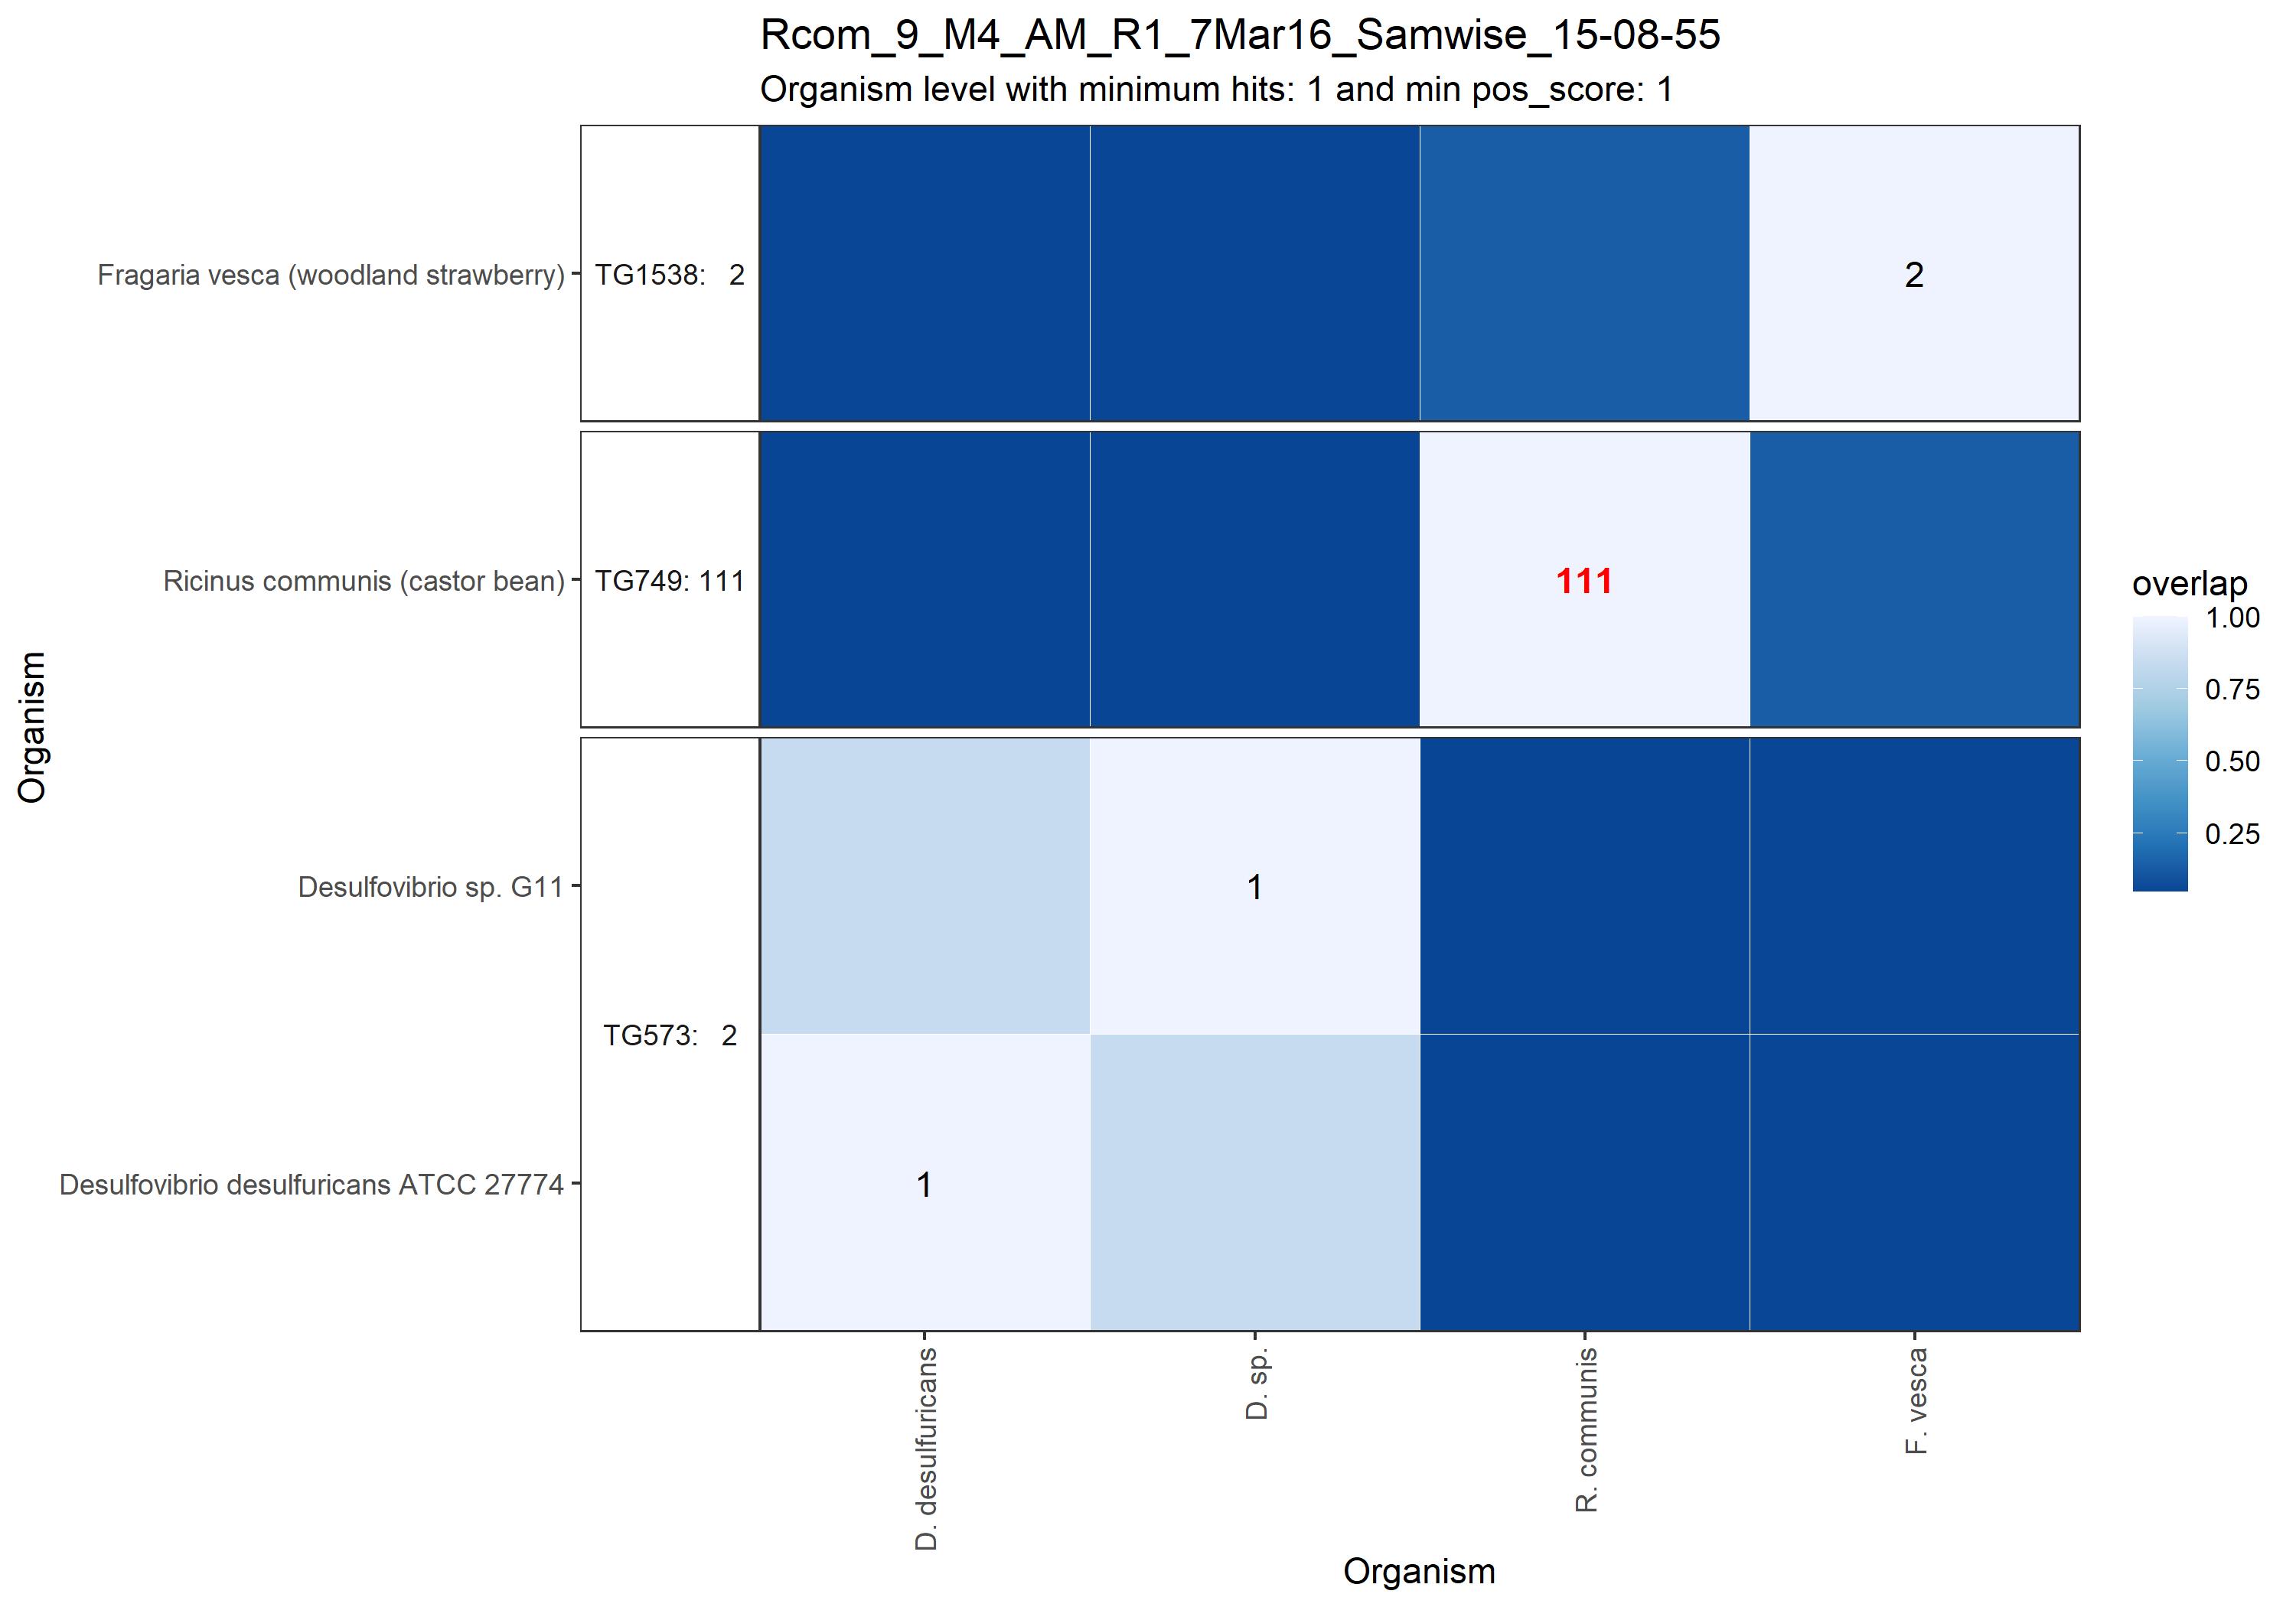 Rcom_9_M4_AM_R1_7Mar16_Samwise_15-08-55
Organism level with minimum hits: 1 and min pos_score: 1
Organism
Fragaria vesca (woodland strawberry)
TG1538: 2
2
Ricinus communis (castor bean)
TG749: 111
111
Desulfovibrio sp. G11
1
TG573: 2
Desulfovibrio desulfuricans ATCC 27774
1
D. desulfuricans
D. sp.
R. communis
F. vesca
Organism
overlap
1.00
0.75
0.50
0.25